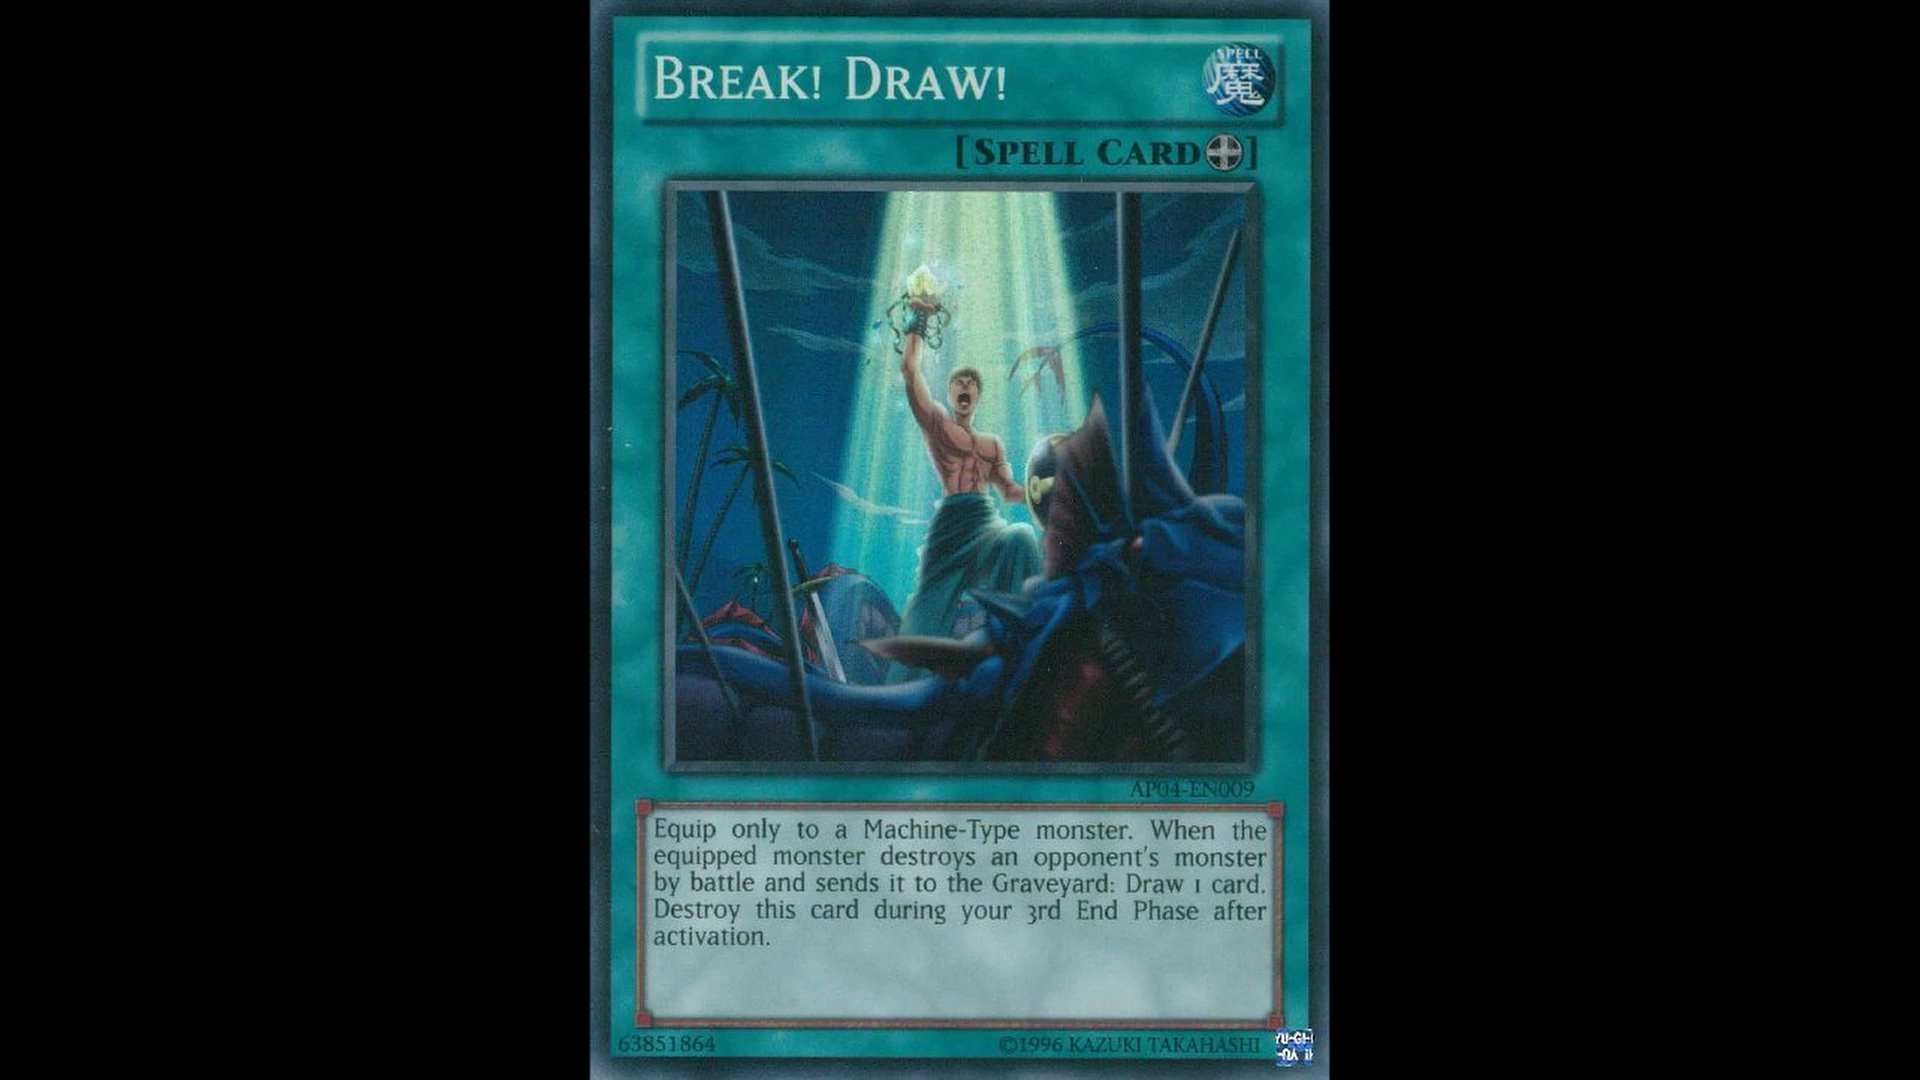 BREAK! DRAW!
SPELL
魔
[SPELL CARD]
AP04-EN009
Equip only to a Machine-Type monster. When the
equipped monster destroys an opponent's monster
by battle and sends it to the Graveyard: Draw 1 card.
Destroy this card during your 3rd End Phase after
activation.
63851864
©1996 KAZUKI TAKAHASHI